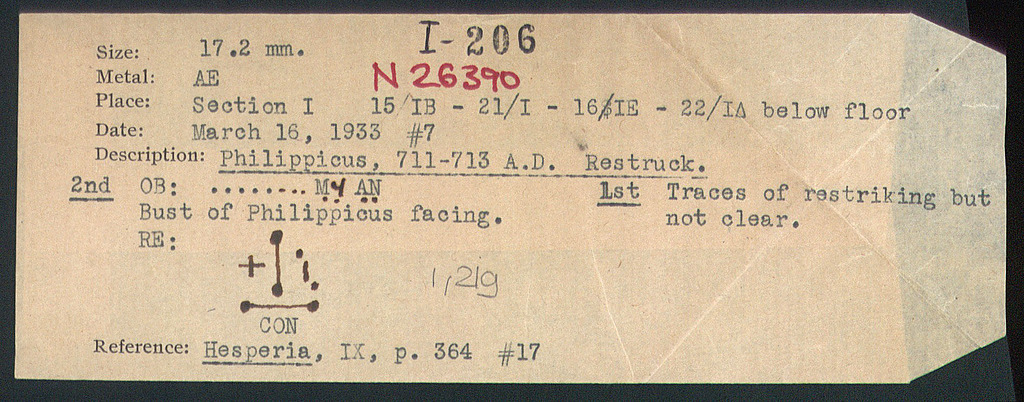 I-206
N 26390
Size: 17.2 mm.
Metal: AE
Place: Section I 15/IB - 21/I - 16/IE - 22/IΔ below floor
Date: March 16, 1933 #7
Description: Philippicus, 711-713 A.D. Restruck.
2nd OB: ........MY AN
Bust of Philippicus facing.
1st Traces of restriking but
not clear.
RE:
+ I
CON
1,21g
Reference: Hesperia, IX, p. 364 #17